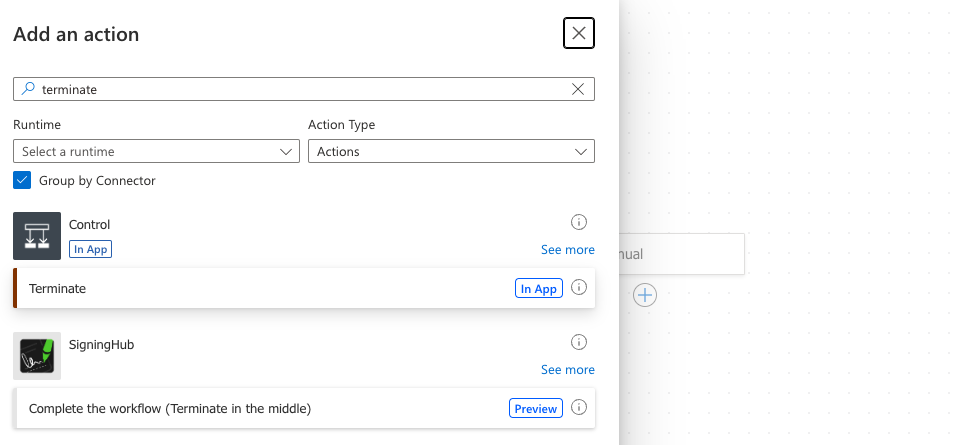 Add an action
terminate
Runtime
Action Type
Select a runtime
Actions
Group by Connector
Control
In App
See more
Terminate
In App
SigningHub
See more
Complete the workflow (Terminate in the middle)
Preview